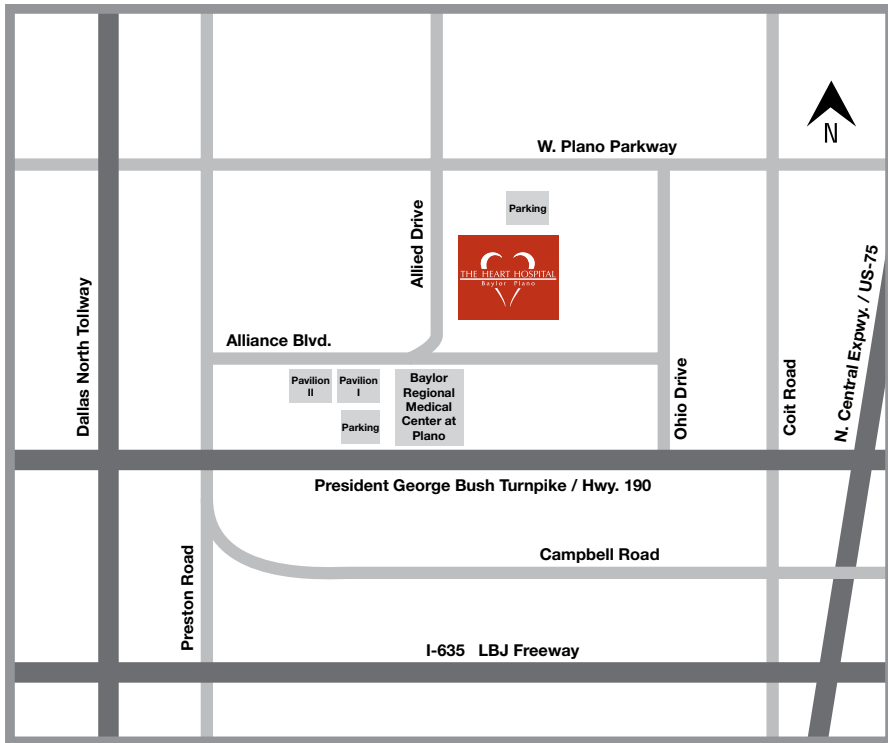 N
W. Plano Parkway
Parking
Allied Drive
THE HEART HOSPITAL
Baylor Plano
N. Central Expwy. / US-75
Dallas North Tollway
Alliance Blvd.
Pavilion
II
Pavilion
I
Baylor
Regional
Medical
Center at
Plano
Parking
Ohio Drive
Coit Road
President George Bush Turnpike / Hwy. 190
Campbell Road
Preston Road
I-635 LBJ Freeway